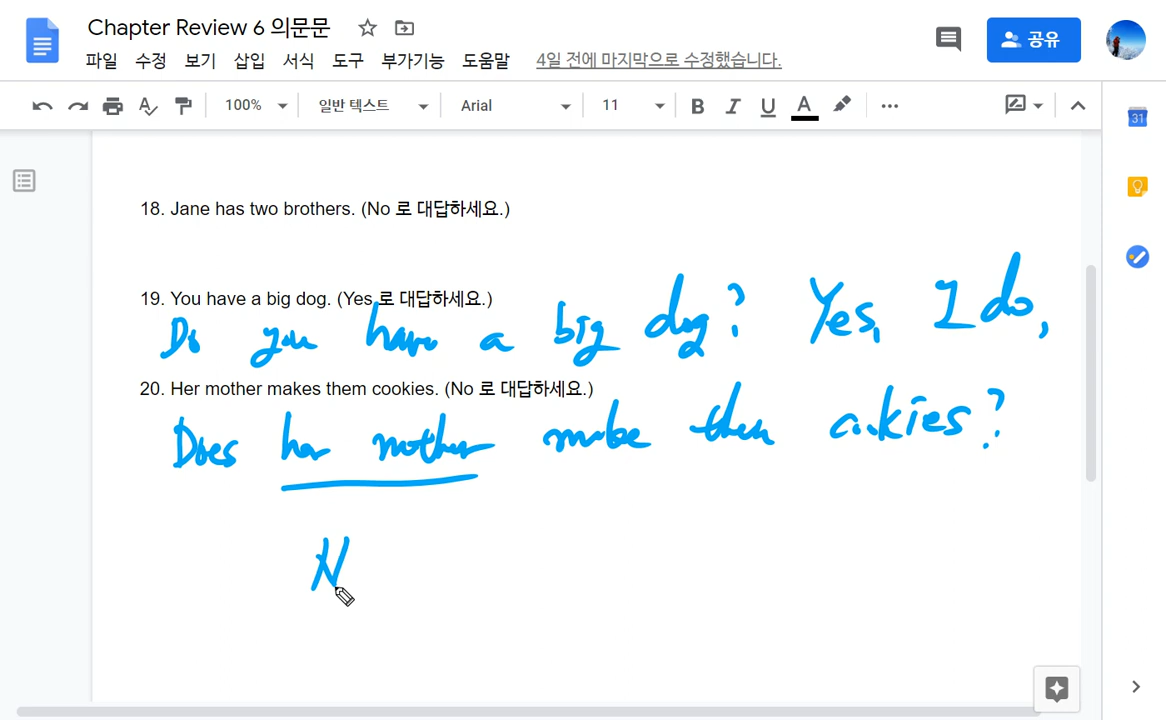 Chapter Review 6 의문문
파일 수정 보기 삽입 서식 도구 부가기능 도움말 4일 전에 마지막으로 수정했습니다.
공유
100% 일반 텍스트 Arial 11 B I U A
31
18. Jane has two brothers. (No 로 대답하세요.)
19. You have a big dog. (Yes 로 대답하세요.)
Do you have a big dog? Yes, I do,
20. Her mother makes them cookies. (No 로 대답하세요.)
Does her mother make them cookies?
N